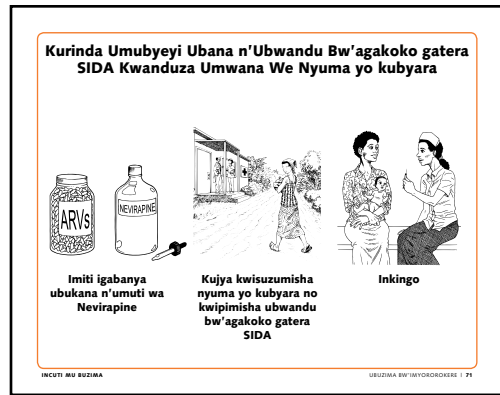 Kurinda Umubyeyi Ubana n'Ubwandu Bw'agakoko gatera
SIDA Kwanduza Umwana We Nyuma yo kubyara
ARVs
NEVIRAPINE
Imiti igabanya
ubukana n'umuti wa
Nevirapine
Kujya kwisuzumisha
nyuma yo kubyara no
kwipimisha ubwandu
bw'agakoko gatera
SIDA
Inkingo
INCUTI MU BUZIMA
UBUZIMA BW'IMYOROROKERE | 71